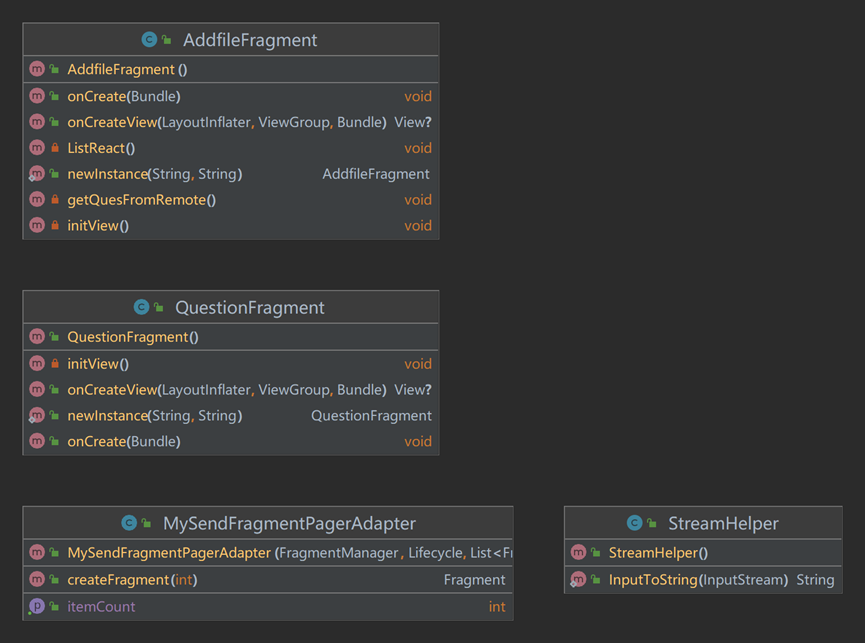 AddfileFragment
AddfileFragment ()
onCreate(Bundle) void
onCreateView(LayoutInflater, ViewGroup, Bundle) View?
ListReact() void
newInstance(String, String) AddfileFragment
getQuesFromRemote() void
initView() void
QuestionFragment
QuestionFragment()
initView() void
onCreateView(LayoutInflater, ViewGroup, Bundle) View?
newInstance(String, String) QuestionFragment
onCreate(Bundle) void
MySendFragmentPagerAdapter
MySendFragmentPagerAdapter (FragmentManager, Lifecycle, List<Fr
createFragment(int) Fragment
itemCount int
StreamHelper
StreamHelper()
InputToString(InputStream) String